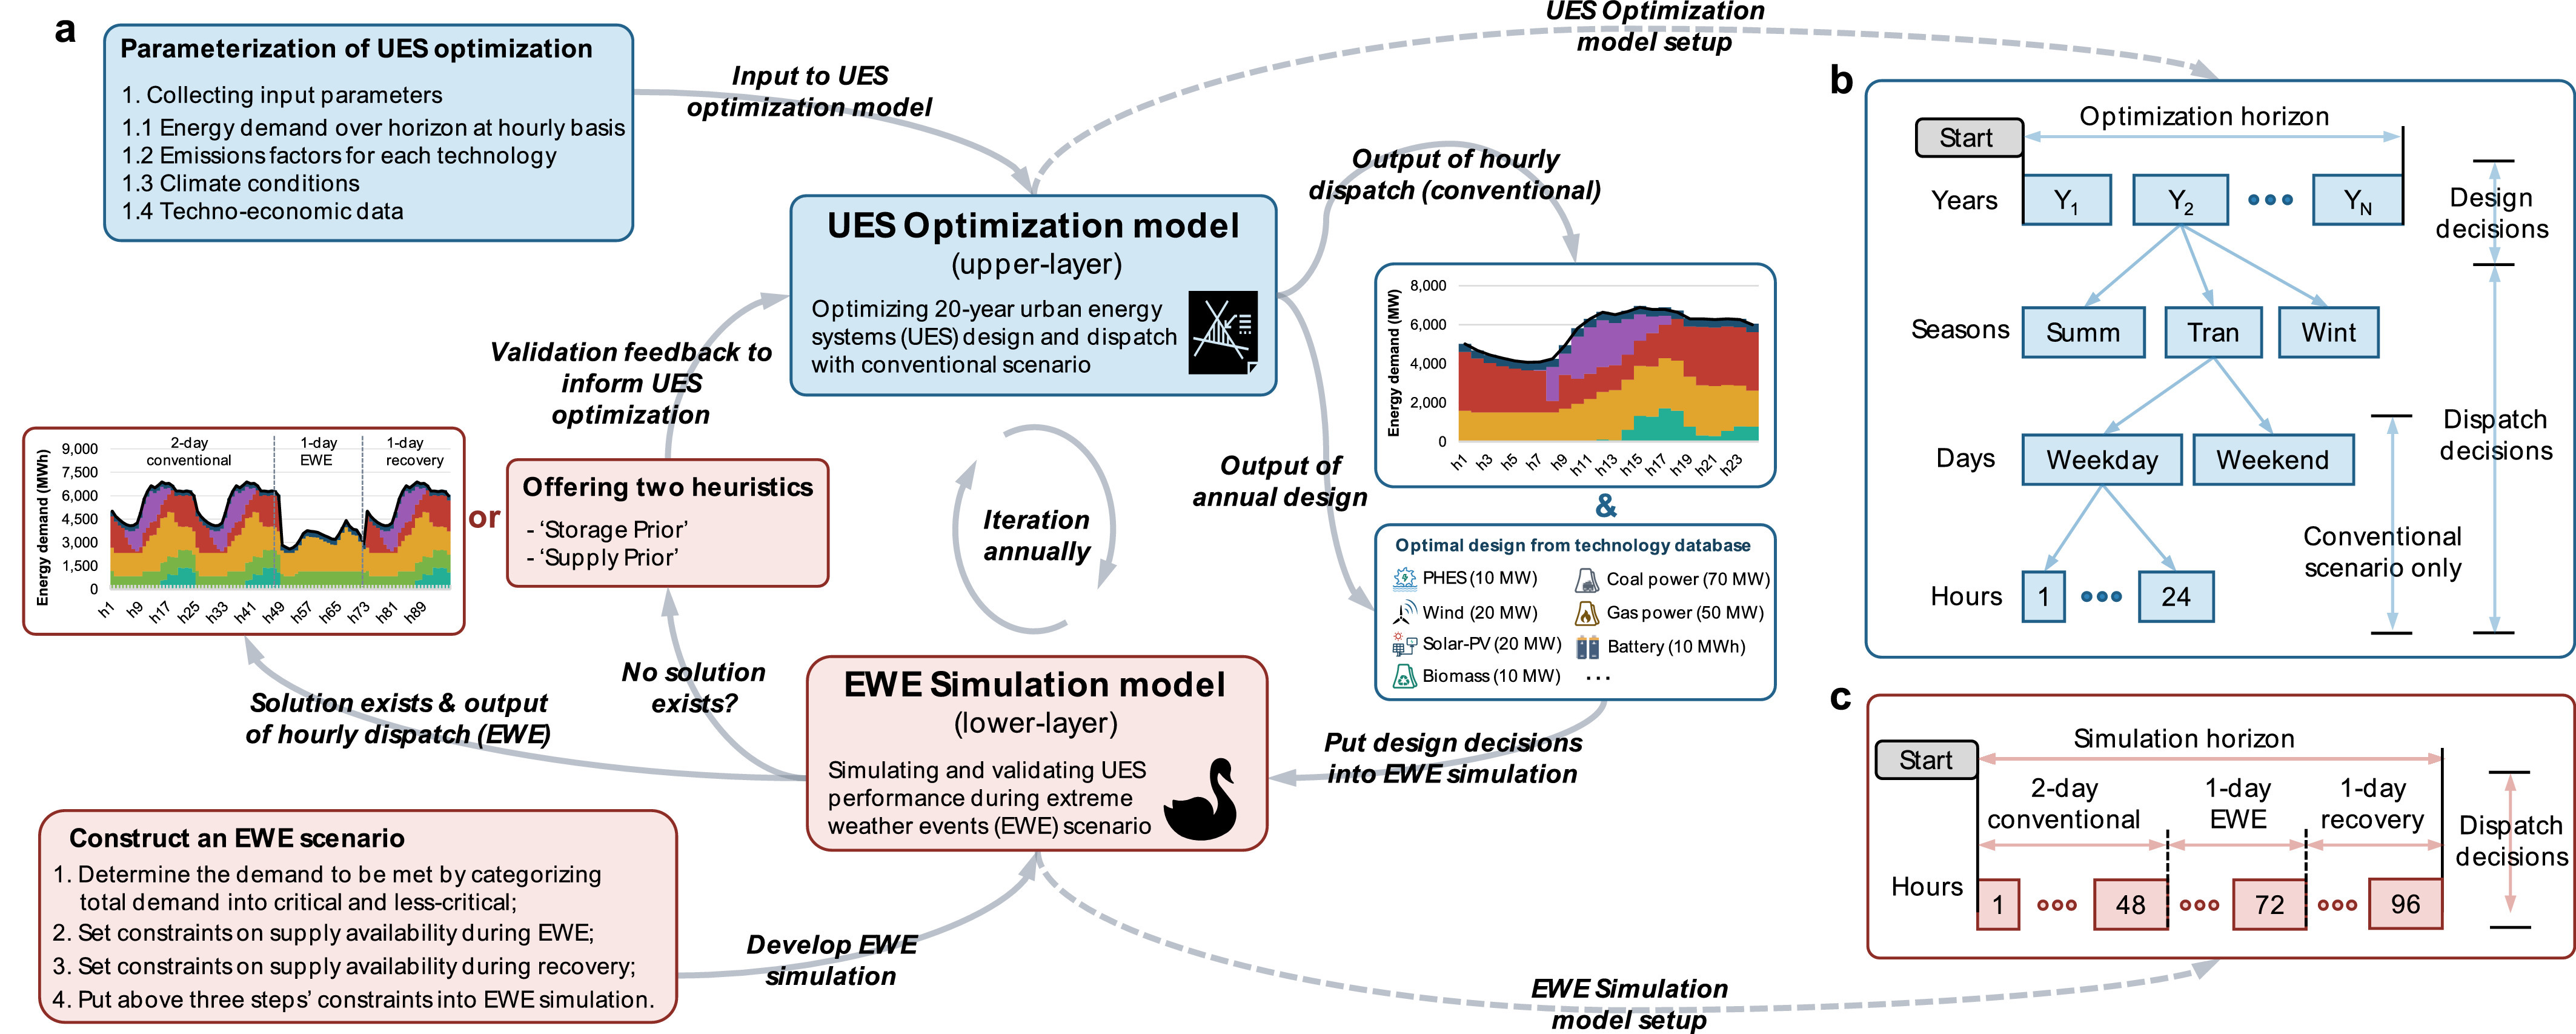 a
Parameterization of UES optimization
1. Collecting input parameters
1.1 Energy demand over horizon at hourly basis
1.2 Emissions factors for each technology
1.3 Climate conditions
1.4 Techno-economic data
Input to UES
optimization model
UES Optimization
model setup
UES Optimization model
(upper-layer)
Optimizing 20-year urban energy
systems (UES) design and dispatch
with conventional scenario
Output of hourly
dispatch (conventional)
Energy demand (MW)
8,000
6,000
4,000
2,000
0
h1 h3 h5 h7 h9 h11 h13 h15 h17 h19 h21 h23
&
Output of
annual design
Optimal design from technology database
PHES (10 MW)
Coal power (70 MW)
Wind (20 MW)
Gas power (50 MW)
Solar-PV (20 MW)
Battery (10 MWh)
Biomass (10 MW)
...
Validation feedback to
inform UES
optimization
Energy demand (MWh)
9,000
7,500
6,000
4,500
3,000
1,500
0
2-day
conventional
1-day
EWE
1-day
recovery
h1 h9 h17 h25 h33 h41 h49 h57 h65 h73 h81 h89
or
Offering two heuristics
- ‘Storage Prior’
- ‘Supply Prior’
Iteration
annually
No solution
exists?
Solution exists & output
of hourly dispatch (EWE)
EWE Simulation model
(lower-layer)
Simulating and validating UES
performance during extreme
weather events (EWE) scenario
Put design decisions
into EWE simulation
Construct an EWE scenario
1. Determine the demand to be met by categorizing
total demand into critical and less-critical;
2. Set constraints on supply availability during EWE;
3. Set constraints on supply availability during recovery;
4. Put above three steps’ constraints into EWE simulation.
Develop EWE
simulation
EWE Simulation
model setup
b
Start
Optimization horizon
Years
Y1
Y2
YN
Design
decisions
Seasons
Summ
Tran
Wint
Days
Weekday
Weekend
Dispatch
decisions
Conventional
scenario only
Hours
1
24
c
Start
Simulation horizon
2-day
conventional
1-day
EWE
1-day
recovery
Dispatch
decisions
Hours
1
48
72
96